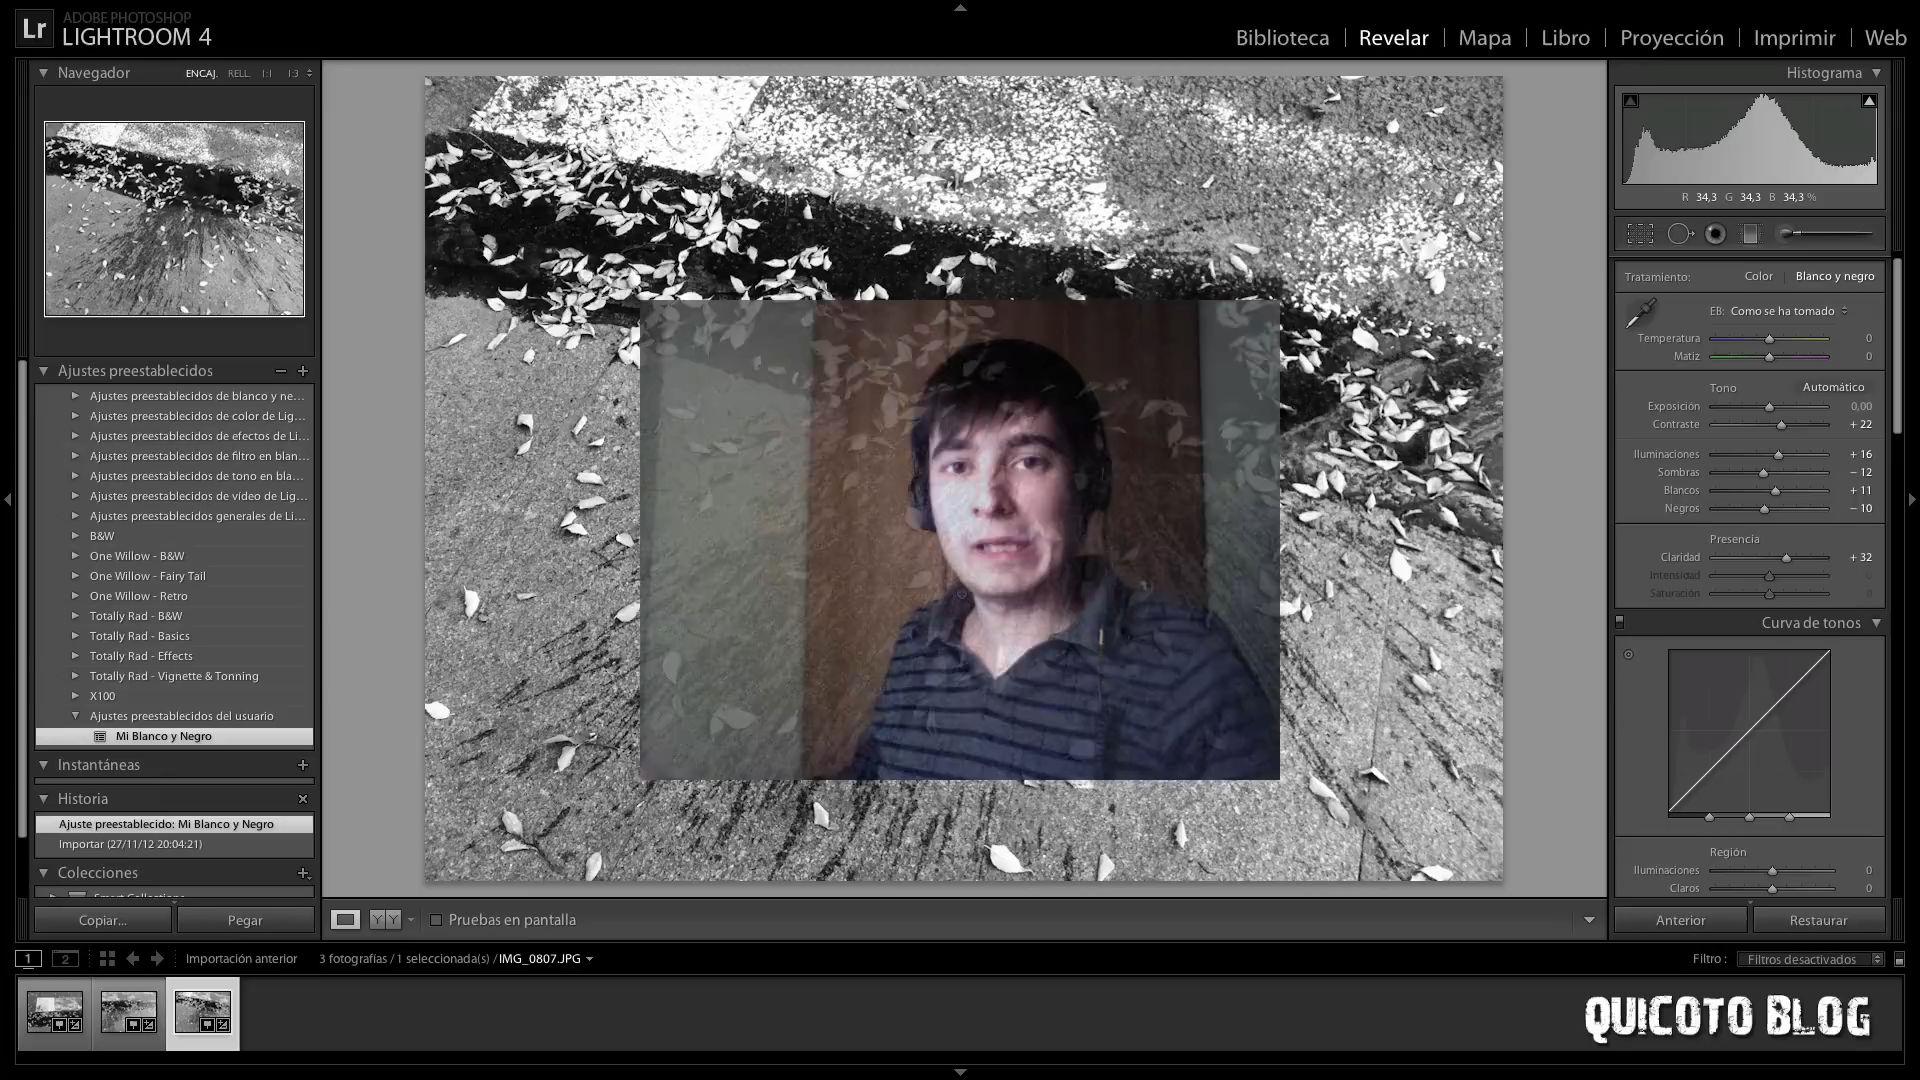 Lr ADOBE PHOTOSHOP
LIGHTROOM 4
Biblioteca | Revelar | Mapa | Libro | Proyección | Imprimir | Web
Navegador ENCAJ. RELL. 1:1 1:3
Ajustes preestablecidos
Ajustes preestablecidos de blanco y ne...
Ajustes preestablecidos de color de Lig...
Ajustes preestablecidos de efectos de Li...
Ajustes preestablecidos de filtro en blan...
Ajustes preestablecidos de tono en bla...
Ajustes preestablecidos de vídeo de Lig...
Ajustes preestablecidos generales de Li...
B&W
One Willow - B&W
One Willow - Fairy Tail
One Willow - Retro
Totally Rad - B&W
Totally Rad - Basics
Totally Rad - Effects
Totally Rad - Vignette & Tonning
X100
Ajustes preestablecidos del usuario
Mi Blanco y Negro
Instantáneas
Historia
Ajuste preestablecido: Mi Blanco y Negro
Importar (27/11/12 20:04:21)
Colecciones
Smart Collections
Copiar... Pegar
Pruebas en pantalla
Histograma
R 34,3 G 34,3 B 34,3 %
Tratamiento: Color | Blanco y negro
EB: Como se ha tomado
Temperatura 0
Matiz 0
Tono Automático
Exposición 0,00
Contraste + 22
Iluminaciones + 16
Sombras − 12
Blancos + 11
Negros − 10
Presencia
Claridad + 32
Intensidad 0
Saturación 0
Curva de tonos
Región
Iluminaciones 0
Claros 0
Anterior Restaurar
1 2 Importación anterior 3 fotografías / 1 seleccionada(s) / IMG_0807.JPG
Filtro : Filtros desactivados
QUICOTO BLOG